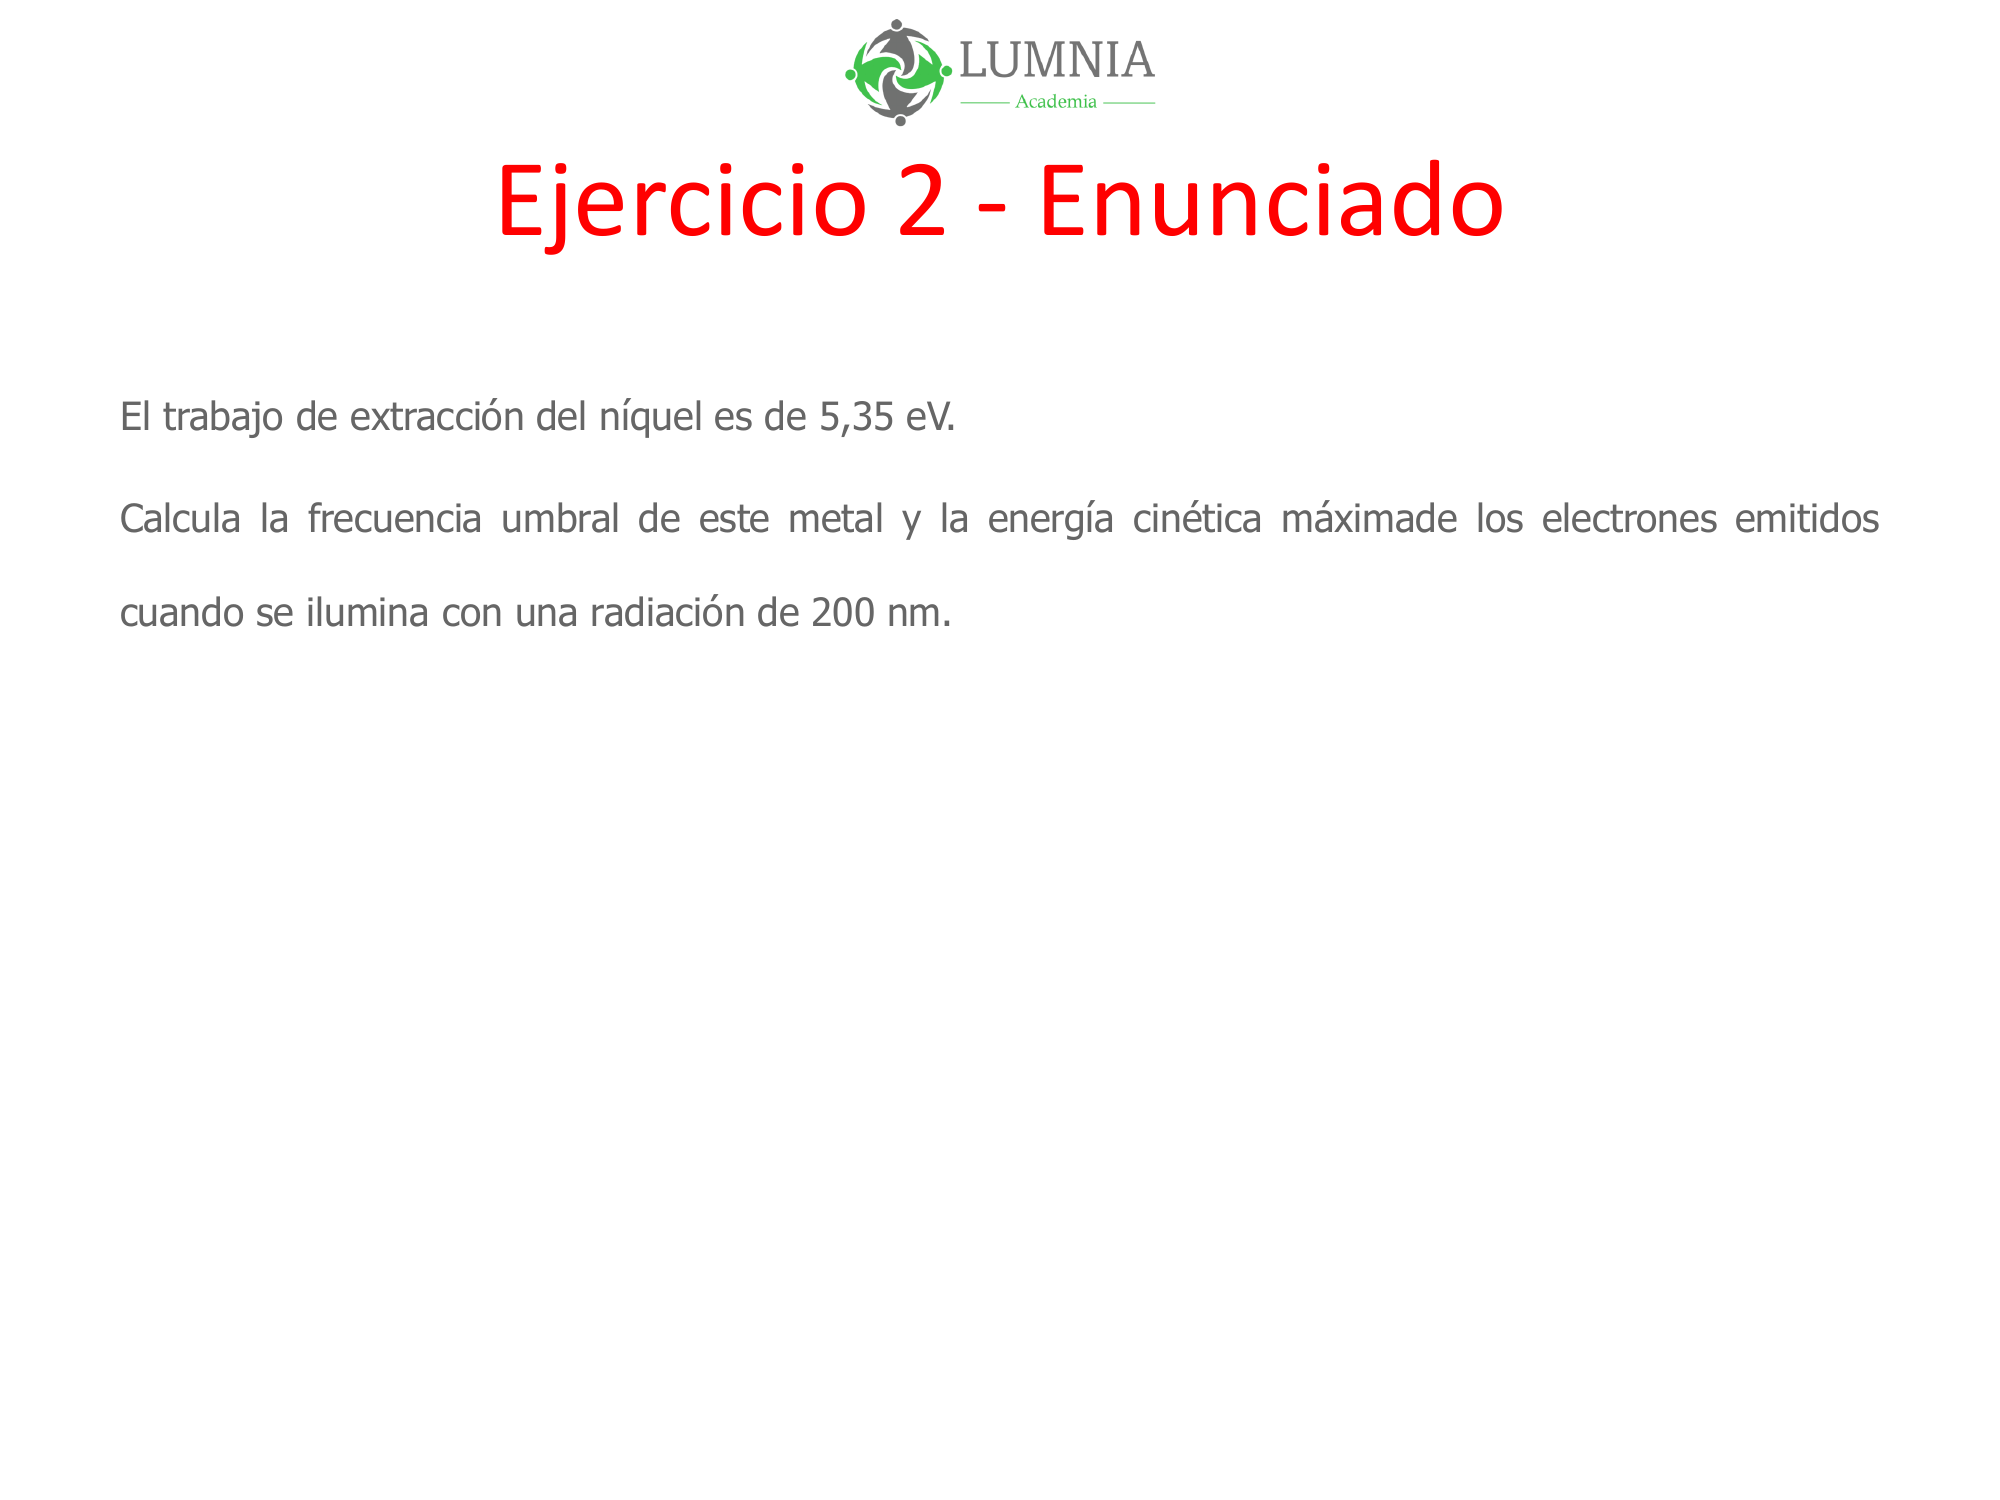 LUMNIA
Academia
Ejercicio 2 - Enunciado
El trabajo de extracción del níquel es de 5,35 eV.
Calcula la frecuencia umbral de este metal y la energía cinética máximade los electrones emitidos
cuando se ilumina con una radiación de 200 nm.